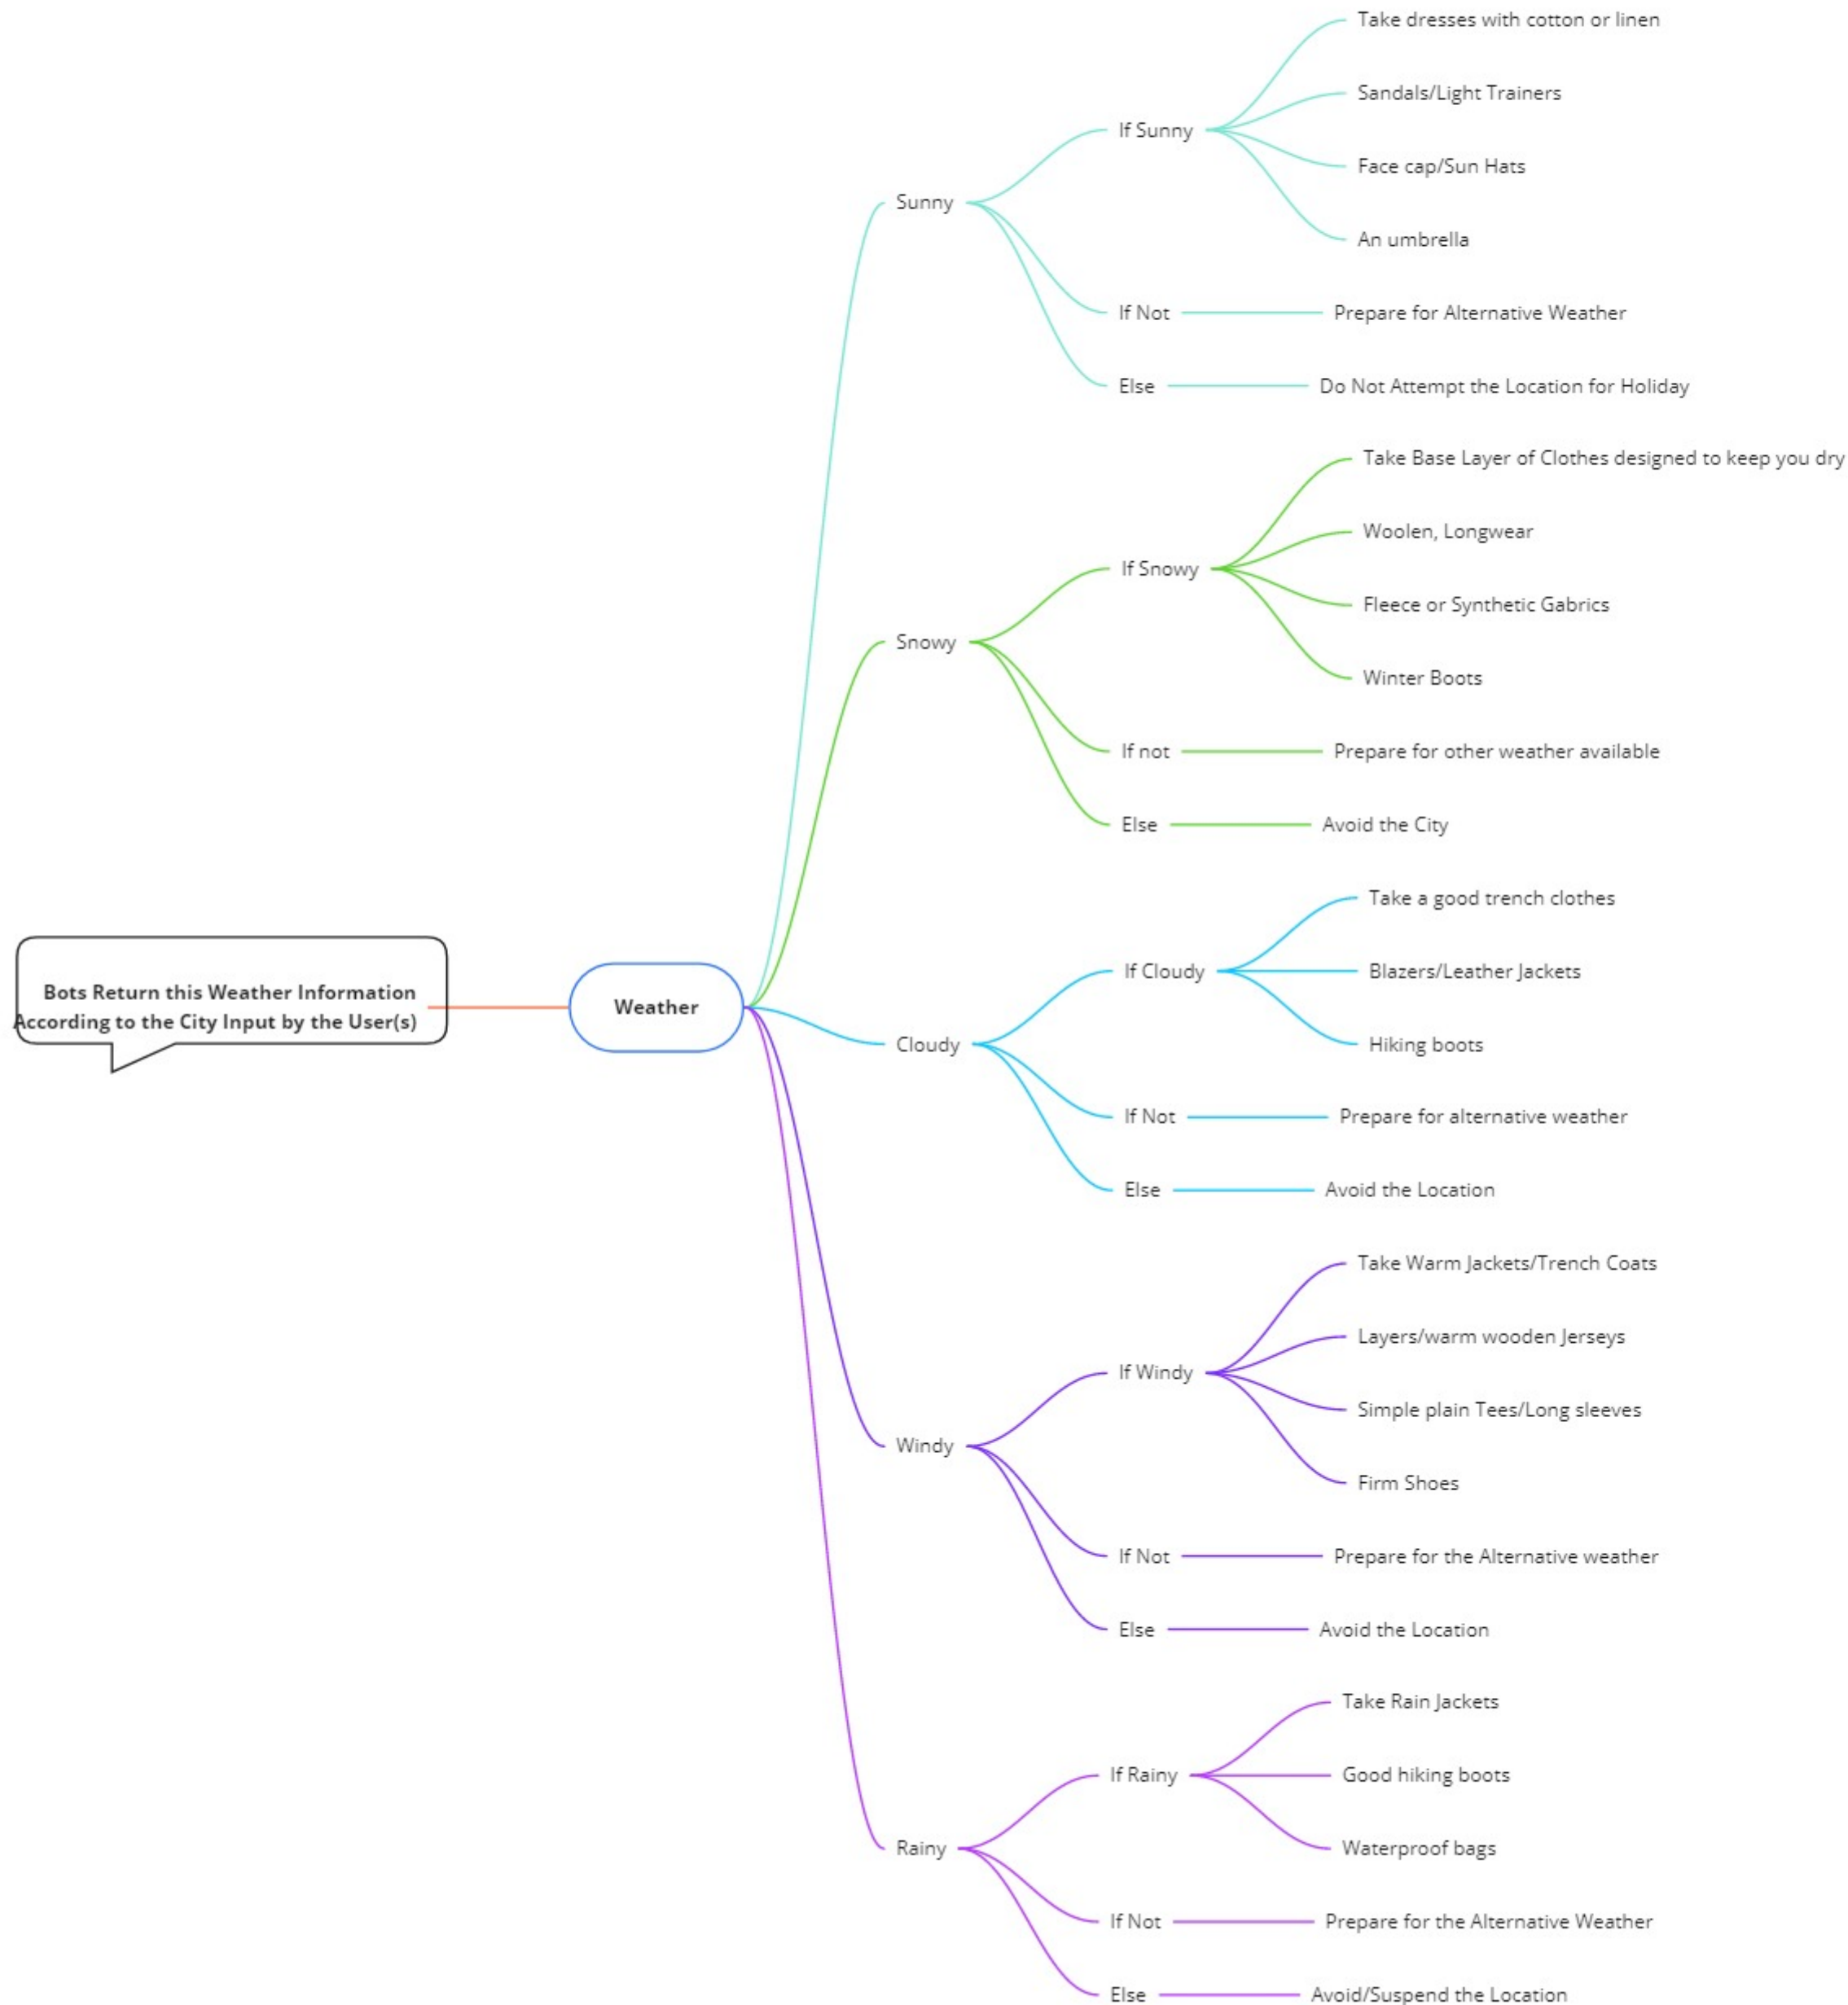 Bots Return this Weather Information
According to the City Input by the User(s)
Weather
Sunny
If Sunny
Take dresses with cotton or linen
Sandals/Light Trainers
Face cap/Sun Hats
An umbrella
If Not
Prepare for Alternative Weather
Else
Do Not Attempt the Location for Holiday
Snowy
If Snowy
Take Base Layer of Clothes designed to keep you dry
Woolen, Longwear
Fleece or Synthetic Gabrics
Winter Boots
If not
Prepare for other weather available
Else
Avoid the City
Cloudy
If Cloudy
Take a good trench clothes
Blazers/Leather Jackets
Hiking boots
If Not
Prepare for alternative weather
Else
Avoid the Location
Windy
If Windy
Take Warm Jackets/Trench Coats
Layers/warm wooden Jerseys
Simple plain Tees/Long sleeves
Firm Shoes
If Not
Prepare for the Alternative weather
Else
Avoid the Location
Rainy
If Rainy
Take Rain Jackets
Good hiking boots
Waterproof bags
If Not
Prepare for the Alternative Weather
Else
Avoid/Suspend the Location